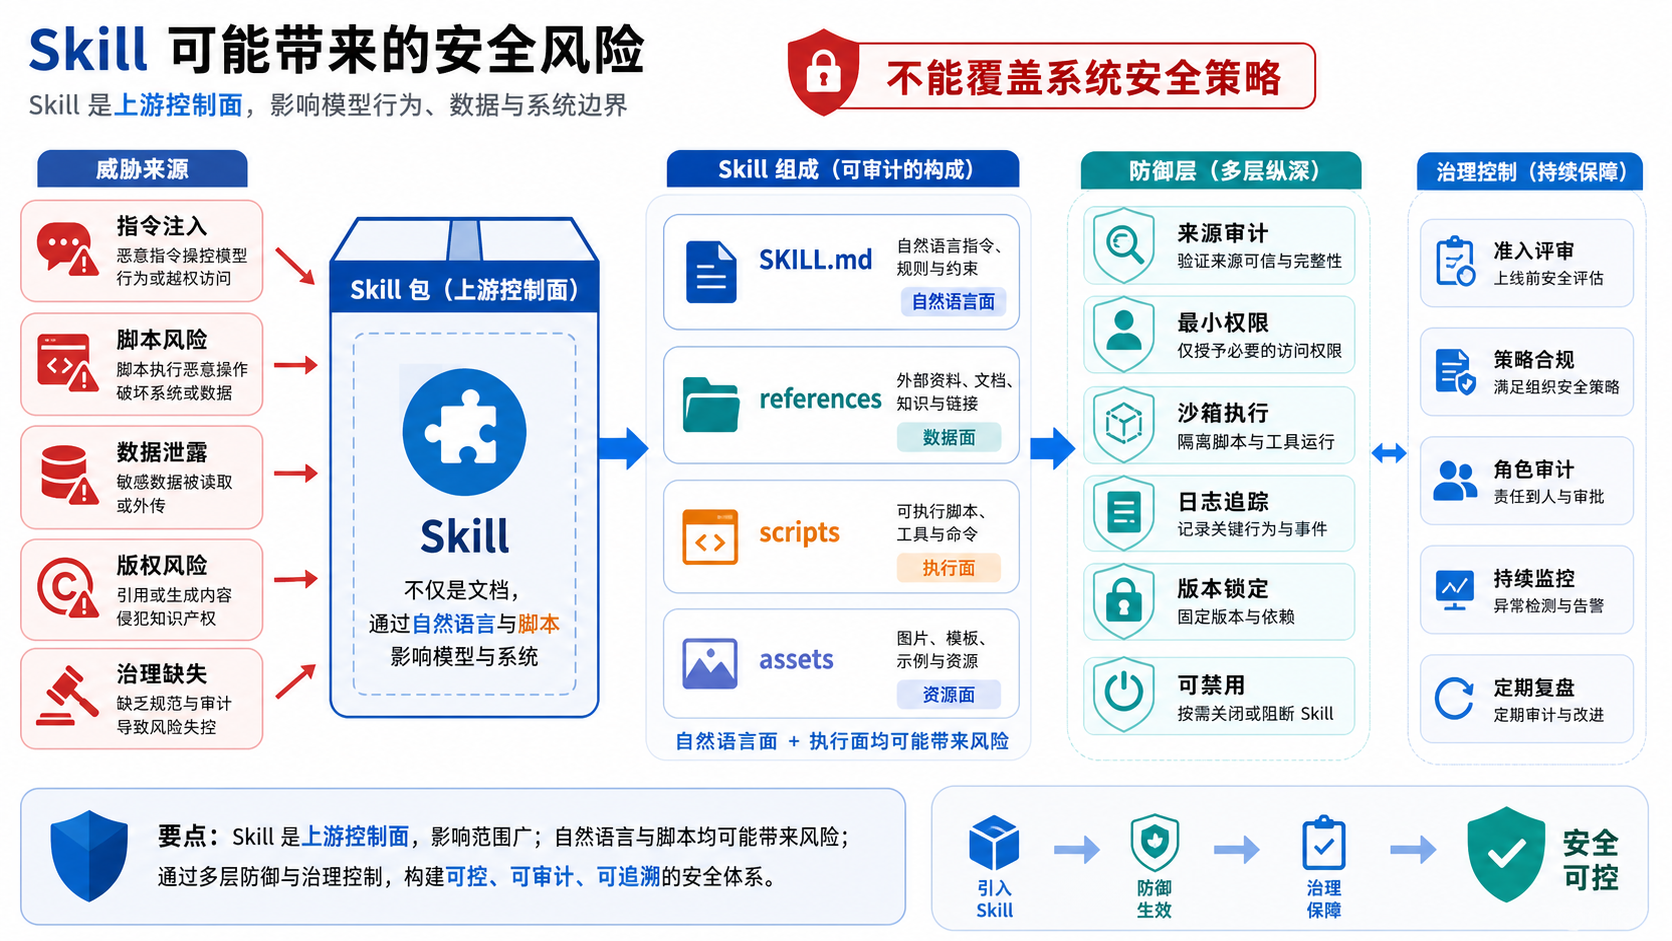 Skill 可能带来的安全风险
Skill 是上游控制面，影响模型行为、数据与系统边界
不能覆盖系统安全策略
威胁来源
指令注入
恶意指令操控模型
行为或越权访问
脚本风险
脚本执行恶意操作
破坏系统或数据
数据泄露
敏感数据被读取
或外传
版权风险
引用或生成内容
侵犯知识产权
治理缺失
缺乏规范与审计
导致风险失控
Skill 包（上游控制面）
Skill
不仅是文档，
通过自然语言与脚本
影响模型与系统
Skill 组成（可审计的构成）
SKILL.md
自然语言指令、
规则与约束
自然语言面
references
外部资料、文档、
知识与链接
数据面
scripts
可执行脚本、
工具与命令
执行面
assets
图片、模板、
示例与资源
资源面
自然语言面 + 执行面均可能带来风险
防御层（多层纵深）
来源审计
验证来源可信与完整性
最小权限
仅授予必要的访问权限
沙箱执行
隔离脚本与工具运行
日志追踪
记录关键行为与事件
版本锁定
固定版本与依赖
可禁用
按需关闭或阻断 Skill
治理控制（持续保障）
准入评审
上线前安全评估
策略合规
满足组织安全策略
角色审计
责任到人与审批
持续监控
异常检测与告警
定期复盘
定期审计与改进
要点：Skill 是上游控制面，影响范围广；自然语言与脚本均可能带来风险；
通过多层防御与治理控制，构建可控、可审计、可追溯的安全体系。
引入
Skill
防御
生效
治理
保障
安全
可控